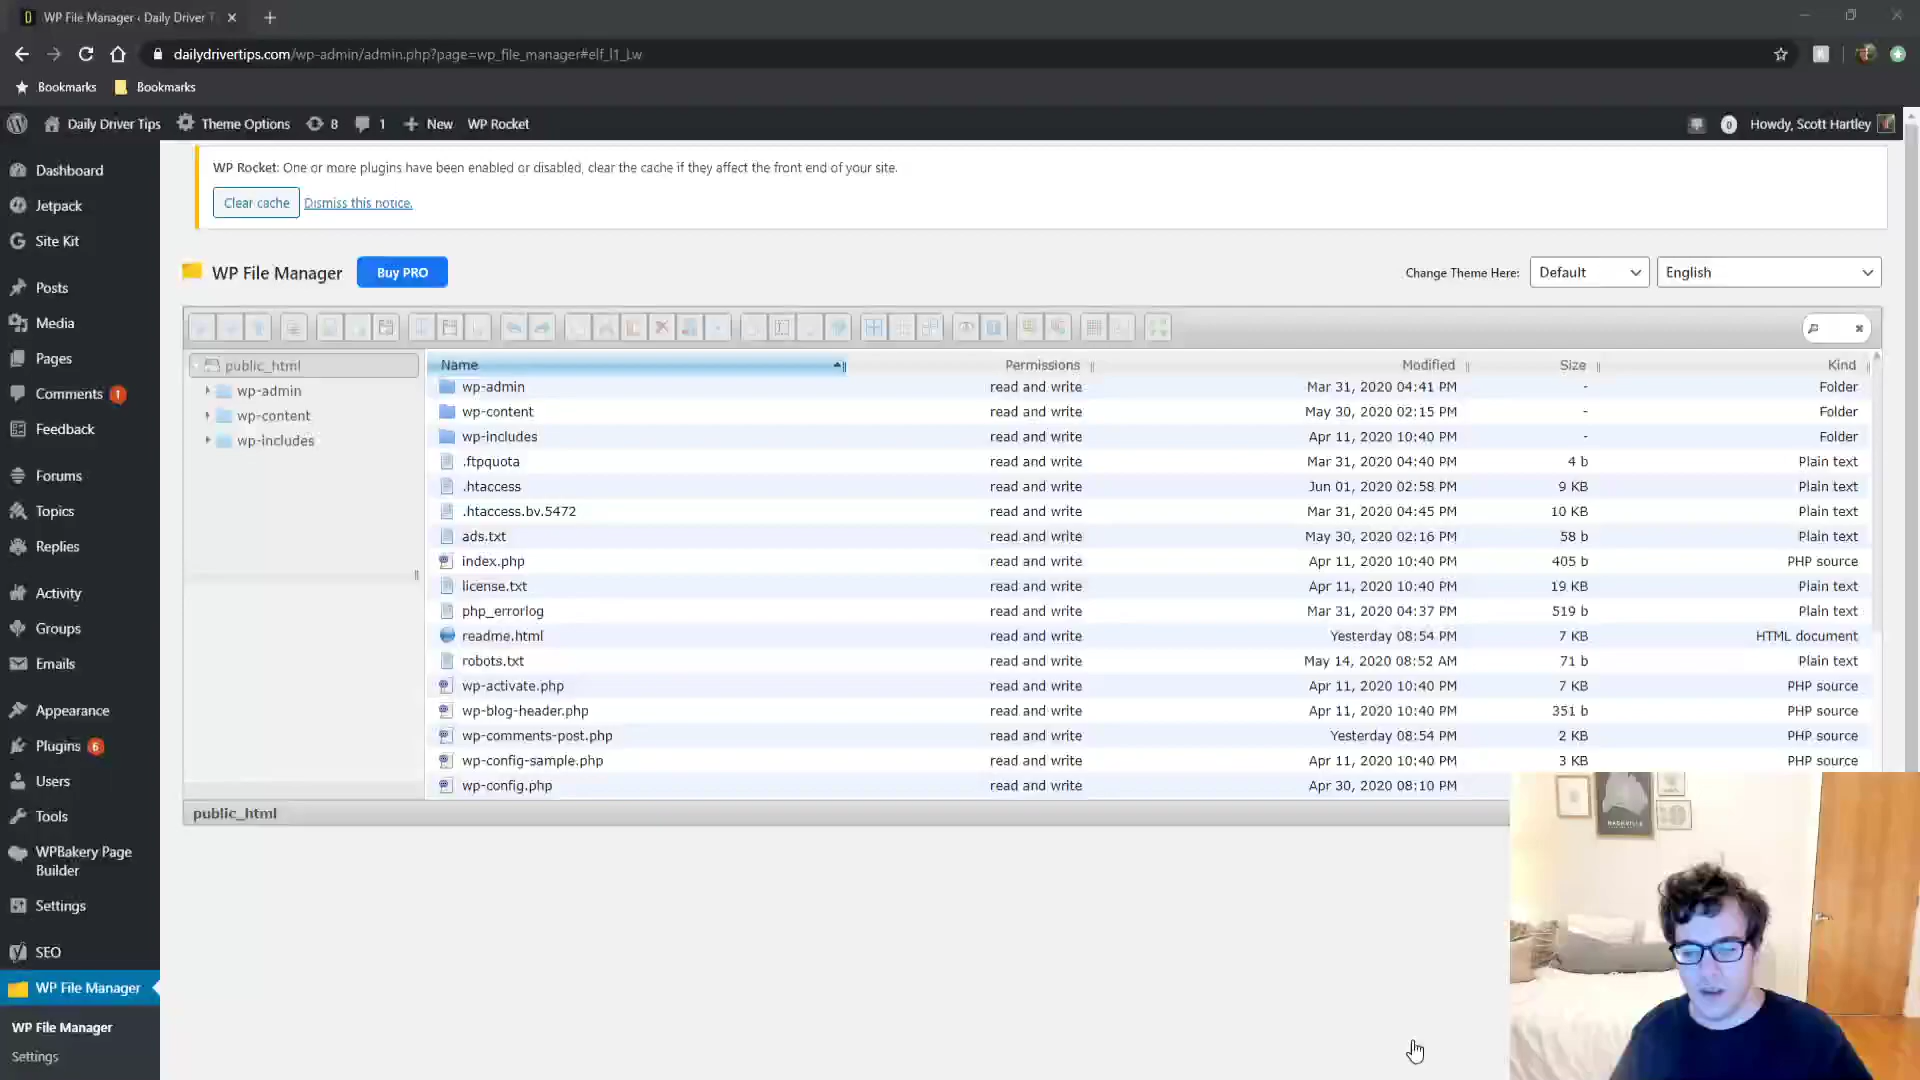 WP File Manager ‹ Daily Driver T
dailydrivertips.com/wp-admin/admin.php?page=wp_file_manager#elf_l1_Lw
Bookmarks Bookmarks
Daily Driver Tips Theme Options 8 1 New WP Rocket 0 Howdy, Scott Hartley
Dashboard
Jetpack
Site Kit
Posts
Media
Pages
Comments 1
Feedback
Forums
Topics
Replies
Activity
Groups
Emails
Appearance
Plugins 6
Users
Tools
WPBakery Page
Builder
Settings
SEO
WP File Manager
WP File Manager
Settings
WP Rocket: One or more plugins have been enabled or disabled, clear the cache if they affect the front end of your site.
Clear cache Dismiss this notice.
WP File Manager Buy PRO Change Theme Here: Default English
public_html
wp-admin
wp-content
wp-includes
Name Permissions Modified Size Kind
wp-admin read and write Mar 31, 2020 04:41 PM - Folder
wp-content read and write May 30, 2020 02:15 PM - Folder
wp-includes read and write Apr 11, 2020 10:40 PM - Folder
.ftpquota read and write Mar 31, 2020 04:40 PM 4 b Plain text
.htaccess read and write Jun 01, 2020 02:58 PM 9 KB Plain text
.htaccess.bv.5472 read and write Mar 31, 2020 04:45 PM 10 KB Plain text
ads.txt read and write May 30, 2020 02:16 PM 58 b Plain text
index.php read and write Apr 11, 2020 10:40 PM 405 b PHP source
license.txt read and write Apr 11, 2020 10:40 PM 19 KB Plain text
php_errorlog read and write Mar 31, 2020 04:37 PM 519 b Plain text
readme.html read and write Yesterday 08:54 PM 7 KB HTML document
robots.txt read and write May 14, 2020 08:52 AM 71 b Plain text
wp-activate.php read and write Apr 11, 2020 10:40 PM 7 KB PHP source
wp-blog-header.php read and write Apr 11, 2020 10:40 PM 351 b PHP source
wp-comments-post.php read and write Yesterday 08:54 PM 2 KB PHP source
wp-config-sample.php read and write Apr 11, 2020 10:40 PM 3 KB PHP source
wp-config.php read and write Apr 30, 2020 08:10 PM
public_html
NASHVILLE